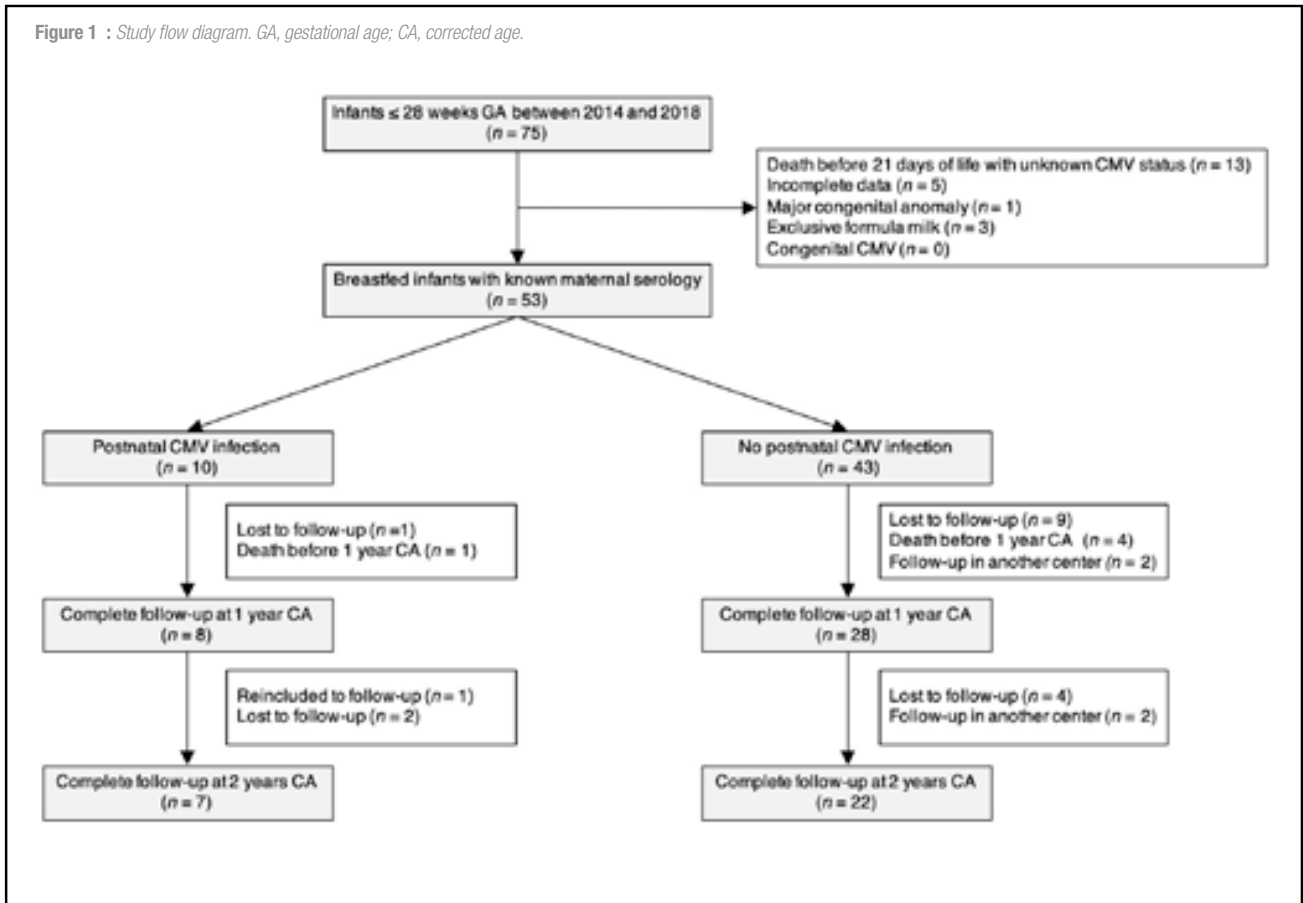 Figure 1 : Study flow diagram. GA, gestational age; CA, corrected age.
Infants ≤ 28 weeks GA between 2014 and 2018
(n = 75)
Death before 21 days of life with unknown CMV status (n = 13)
Incomplete data (n = 5)
Major congenital anomaly (n = 1)
Exclusive formula milk (n = 3)
Congenital CMV (n = 0)
Breastfed infants with known maternal serology
(n = 53)
Postnatal CMV infection
(n = 10)
No postnatal CMV infection
(n = 43)
Lost to follow-up (n =1)
Death before 1 year CA (n = 1)
Lost to follow-up (n = 9)
Death before 1 year CA (n = 4)
Follow-up in another center (n = 2)
Complete follow-up at 1 year CA
(n = 8)
Complete follow-up at 1 year CA
(n = 28)
Reincluded to follow-up (n = 1)
Lost to follow-up (n = 2)
Lost to follow-up (n = 4)
Follow-up in another center (n = 2)
Complete follow-up at 2 years CA
(n = 7)
Complete follow-up at 2 years CA
(n = 22)